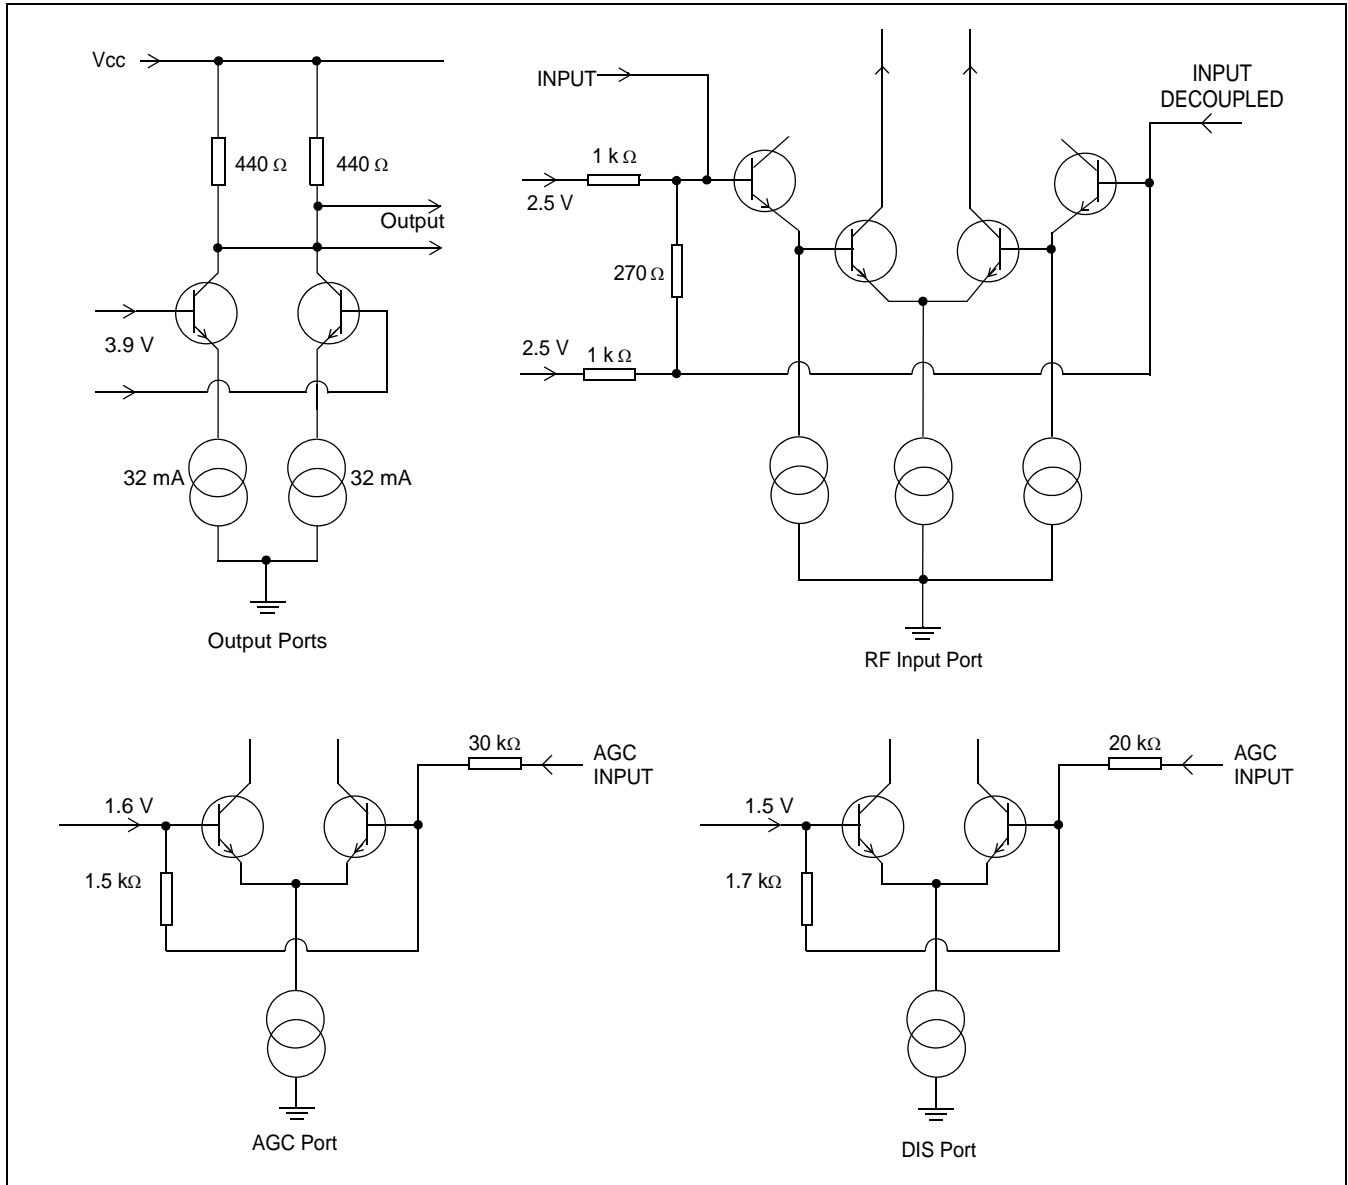 Vcc
440 Ω
440 Ω
Output
3.9 V
32 mA
32 mA
Output Ports
INPUT
INPUT
DECOUPLED
1 k Ω
2.5 V
270 Ω
2.5 V
1 k Ω
RF Input Port
30 kΩ
AGC
INPUT
1.6 V
1.5 kΩ
AGC Port
20 kΩ
AGC
INPUT
1.5 V
1.7 kΩ
DIS Port